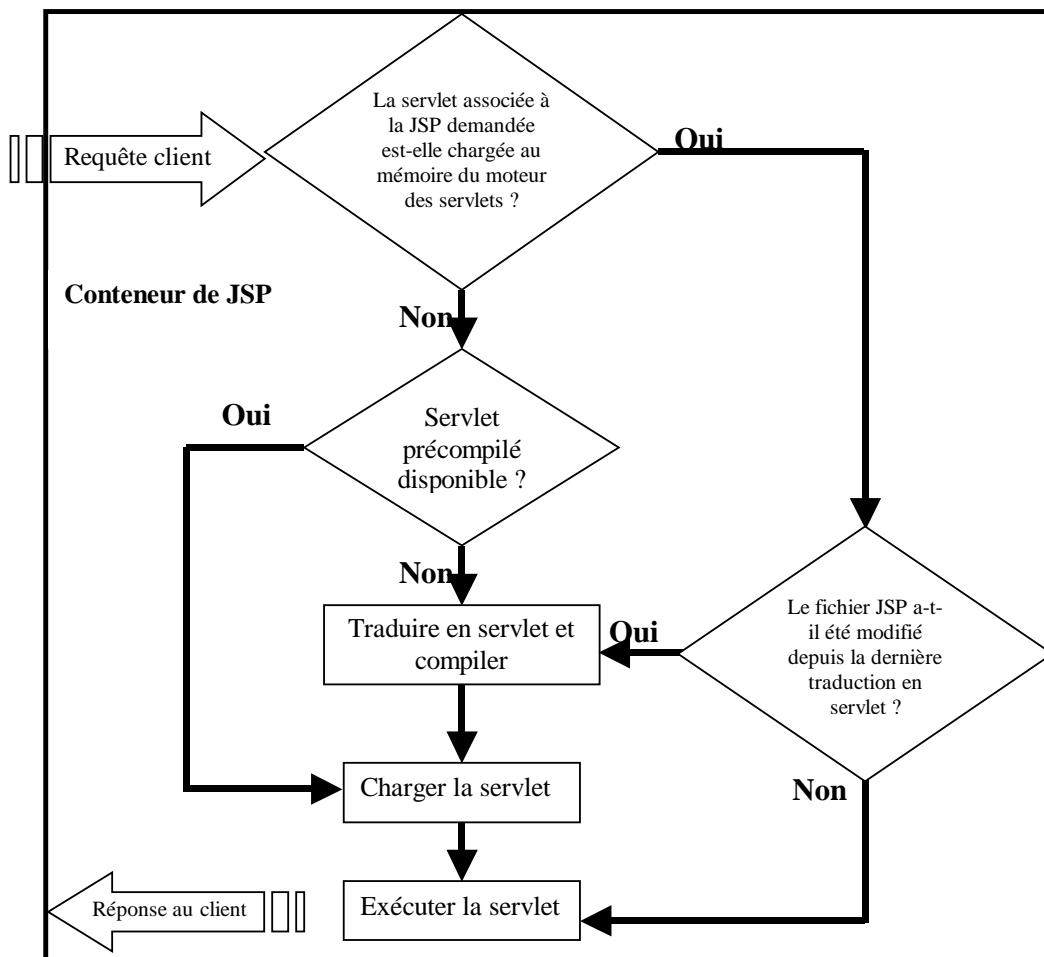 La servlet associée à
la JSP demandée
est-elle chargée au
mémoire du moteur
des servlets ?
Oui
Requête client
Conteneur de JSP
Non
Oui
Servlet
précompilé
disponible ?
Non
Traduire en servlet et
compiler
Oui
Le fichier JSP a-t-
il été modifié
depuis la dernière
traduction en
servlet ?
Charger la servlet
Non
Réponse au client
Exécuter la servlet